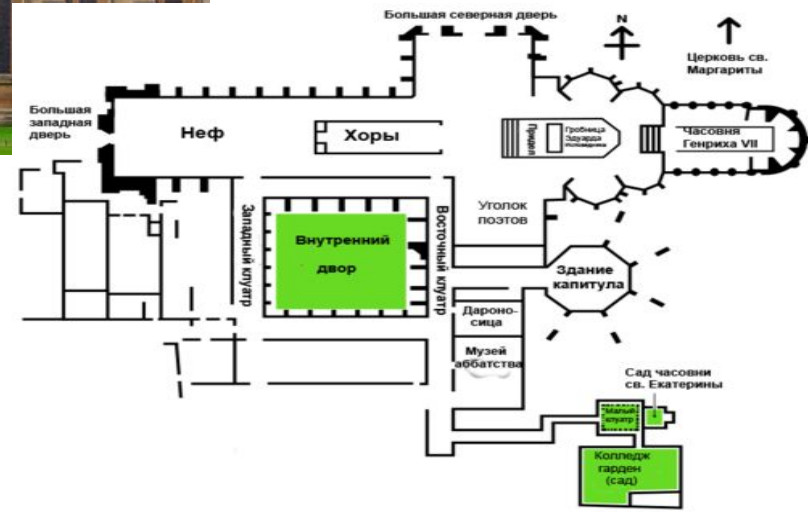 Большая северная дверь
N
Церковь св.
Маргариты
Большая
западная
дверь
Неф
Хоры
Придел
Гробница
Эдуарда
Исповедника
Часовня
Генриха VII
Уголок
поэтов
Западный клуатр
Внутренний
двор
Восточный клуатр
Здание
капитула
Дароно-
сица
Музей
аббатства
Сад часовни
св. Екатерины
Малый
клуатр
Колледж
гарден
(сад)